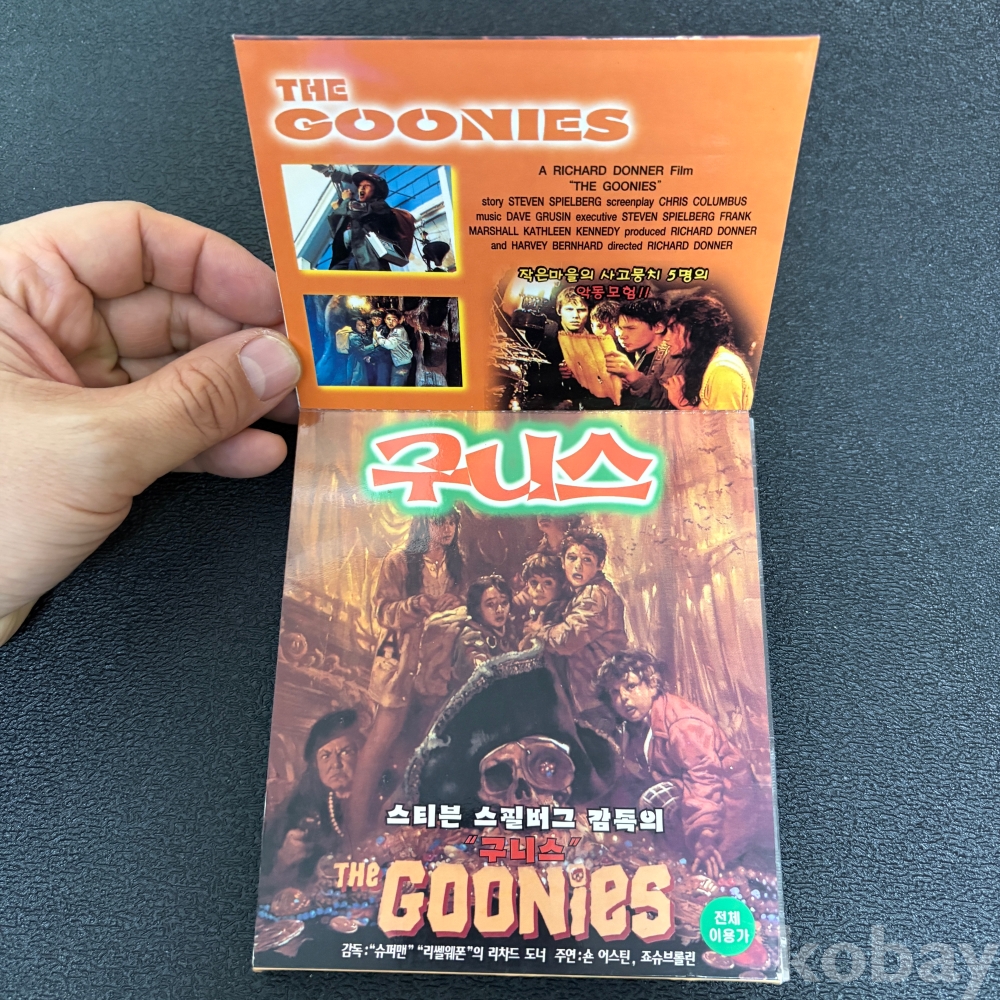 THE
GOONIES
A RICHARD DONNER Film
"THE GOONIES"
story STEVEN SPIELBERG screenplay CHRIS COLUMBUS
music DAVE GRUSIN executive STEVEN SPIELBERG FRANK
MARSHALL KATHLEEN KENNEDY produced RICHARD DONNER
and HARVEY BERNHARD directed RICHARD DONNER
작은마을의 사고뭉치 5명의
악동모험!!
구니스
스티븐 스필버그 감독의
"구니스"
THE GOONIES
전체
이용가
감독:"슈퍼맨" "리쎌웨폰"의 리차드 도너 주연:숀 어스틴, 죠슈브롤린
kobay